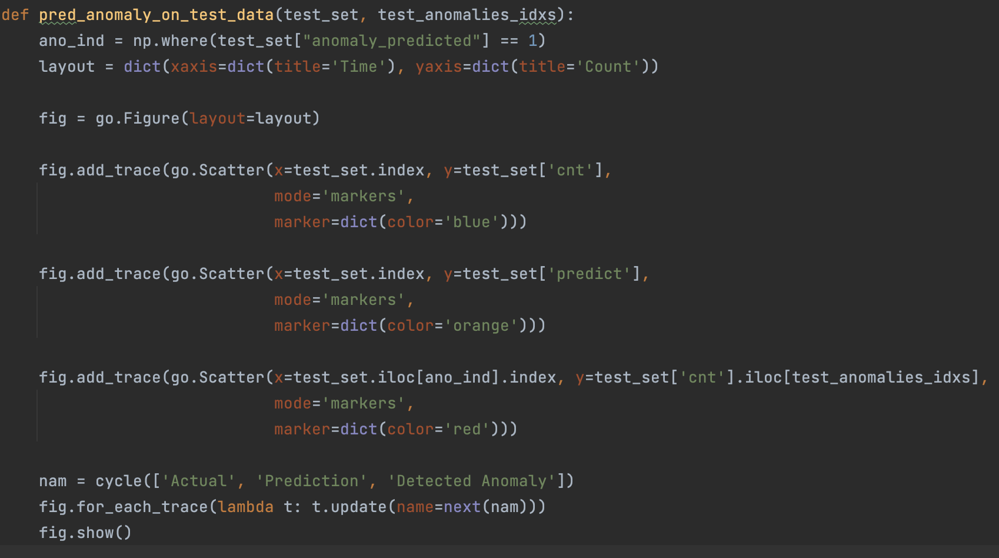 def pred_anomaly_on_test_data(test_set, test_anomalies_idxs):
    ano_ind = np.where(test_set["anomaly_predicted"] == 1)
    layout = dict(xaxis=dict(title='Time'), yaxis=dict(title='Count'))
    fig = go.Figure(layout=layout)
    fig.add_trace(go.Scatter(x=test_set.index, y=test_set['cnt'],
                             mode='markers',
                             marker=dict(color='blue')))
    fig.add_trace(go.Scatter(x=test_set.index, y=test_set['predict'],
                             mode='markers',
                             marker=dict(color='orange')))
    fig.add_trace(go.Scatter(x=test_set.iloc[ano_ind].index, y=test_set['cnt'].iloc[test_anomalies_idxs],
                             mode='markers',
                             marker=dict(color='red')))
    nam = cycle(['Actual', 'Prediction', 'Detected Anomaly'])
    fig.for_each_trace(lambda t: t.update(name=next(nam)))
    fig.show()